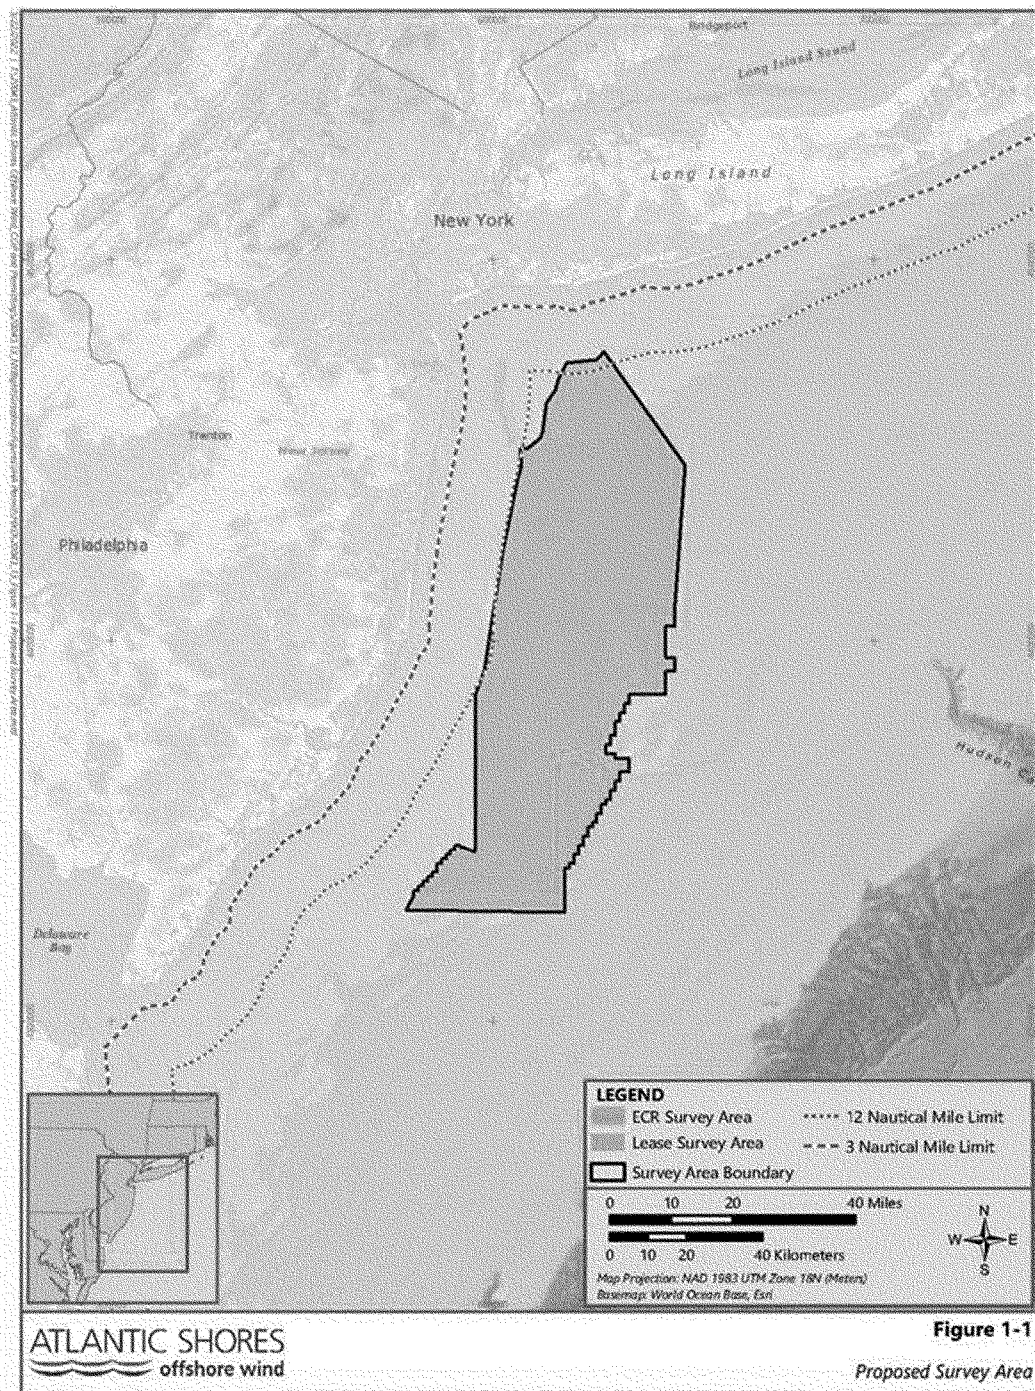 Bridgeport
Long Island Sound
Long Island
New York
Trenton
New Jersey
Philadelphia
Hudson
Delaware
Bay
LEGEND
ECR Survey Area
12 Nautical Mile Limit
Lease Survey Area
3 Nautical Mile Limit
Survey Area Boundary
0 10 20 40 Miles
0 10 20 40 Kilometers
N
W E
S
Map Projection: NAD 1983 UTM Zone 18N (Meters)
Basemap: World Ocean Base, Esri
ATLANTIC SHORES
offshore wind
Figure 1-1
Proposed Survey Area